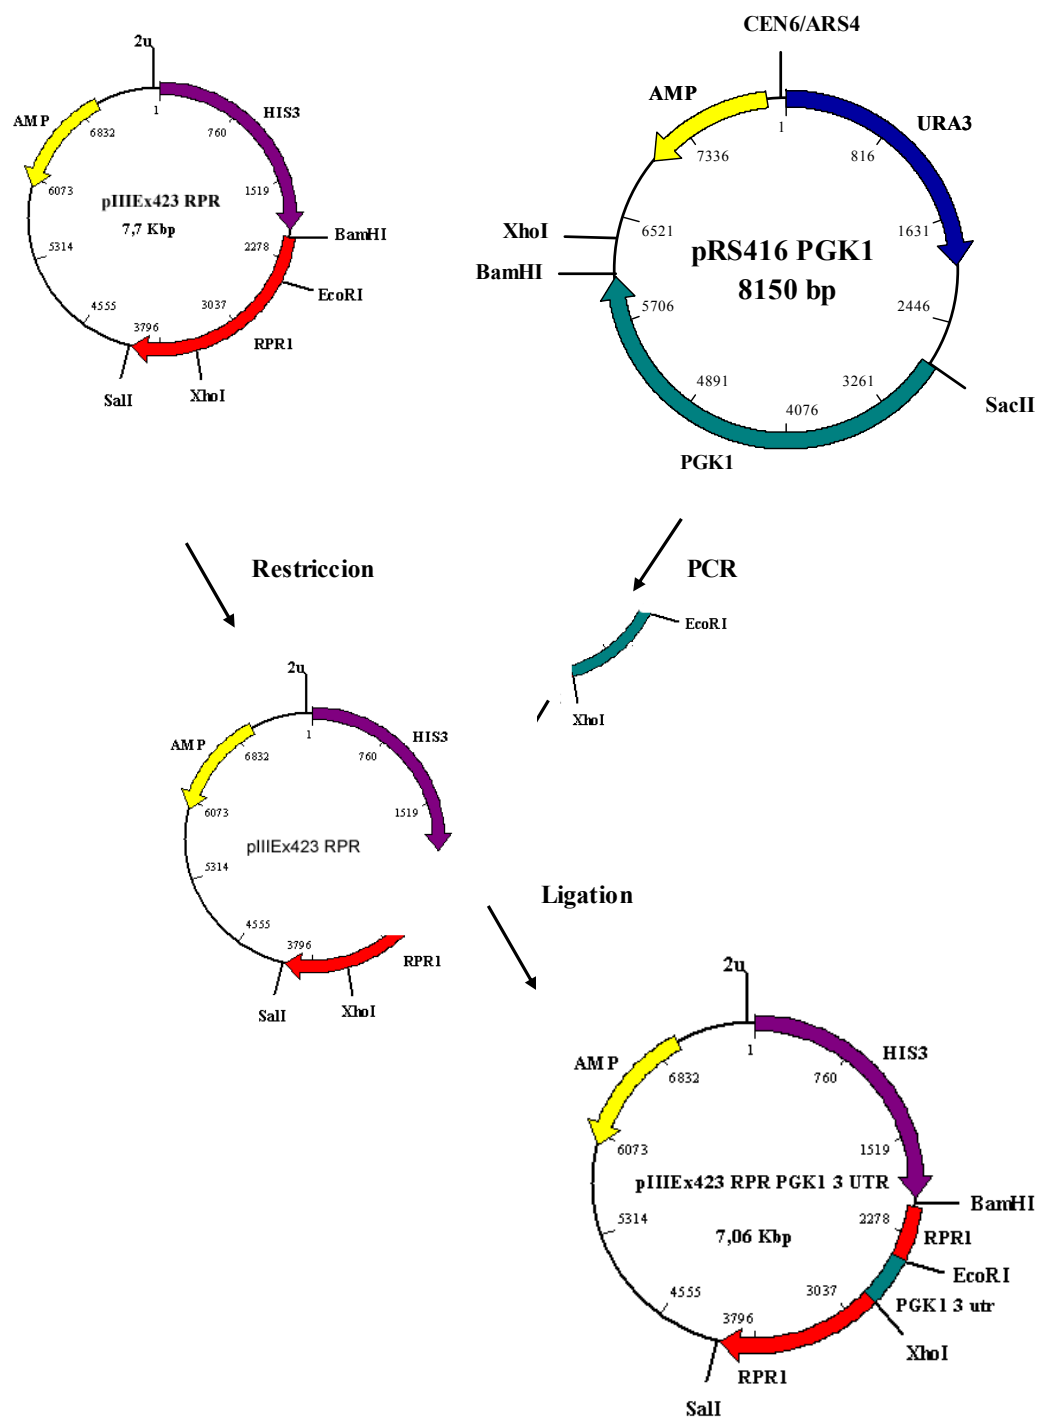 2u
AMP
HIS3
1
760
6832
1519
6073
pIIIEx423 RPR
7,7 Kbp
2278
BamHI
5314
EcoRI
4555
3037
3796
RPR1
SalI
XhoI
CEN6/ARS4
AMP
URA3
1
7336
816
6521
1631
XhoI
pRS416 PGK1
BamHI
8150 bp
5706
2446
4891
3261
4076
SacII
PGK1
Restriccion
PCR
EcoRI
XhoI
2u
AMP
HIS3
1
6832
760
6073
1519
pIIIEx423 RPR
5314
4555
3796
RPR1
SalI
XhoI
Ligation
2u
AMP
HIS3
1
6832
760
6073
1519
pIIIEx423 RPR PGK1 3 UTR
BamHI
5314
7,06 Kbp
2278
RPR1
EcoRI
4555
3037
PGK1 3 utr
3796
XhoI
RPR1
SalI